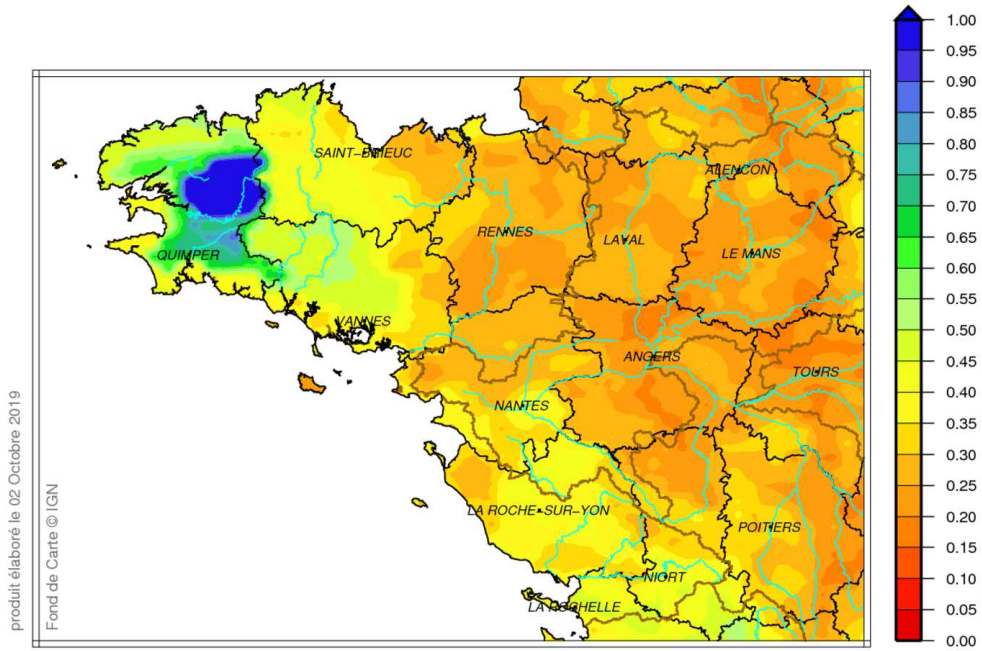 SAINT-BRIEUC
ALENCON
RENNES
LAVAL
LE MANS
QUIMPER
VANNES
ANGERS
TOURS
NANTES
LA ROCHE-SUR-YON
POITIERS
NIORT
LA ROCHELLE
1.00
0.95
0.90
0.85
0.80
0.75
0.70
0.65
0.60
0.55
0.50
0.45
0.40
0.35
0.30
0.25
0.20
0.15
0.10
0.05
0.00
produit élaboré le 02 Octobre 2019
Fond de Carte © IGN